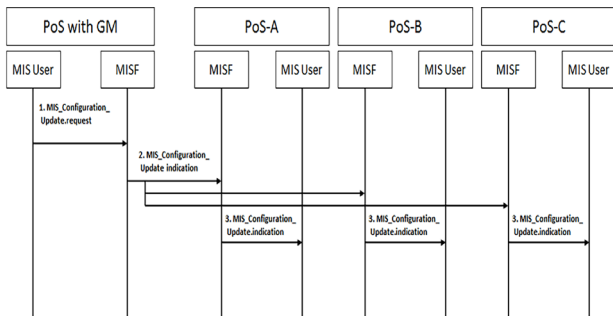 PoS with GM
PoS-A
PoS-B
PoS-C
MIS User
MISF
MISF
MIS User
MISF
MIS User
MISF
MIS User
1. MIS_Configuration_
Update.request
2. MIS_Configuration_
Update indication
3. MIS_Configuration_
Update.indication
3. MIS_Configuration_
Update.indication
3. MIS_Configuration_
Update.indication